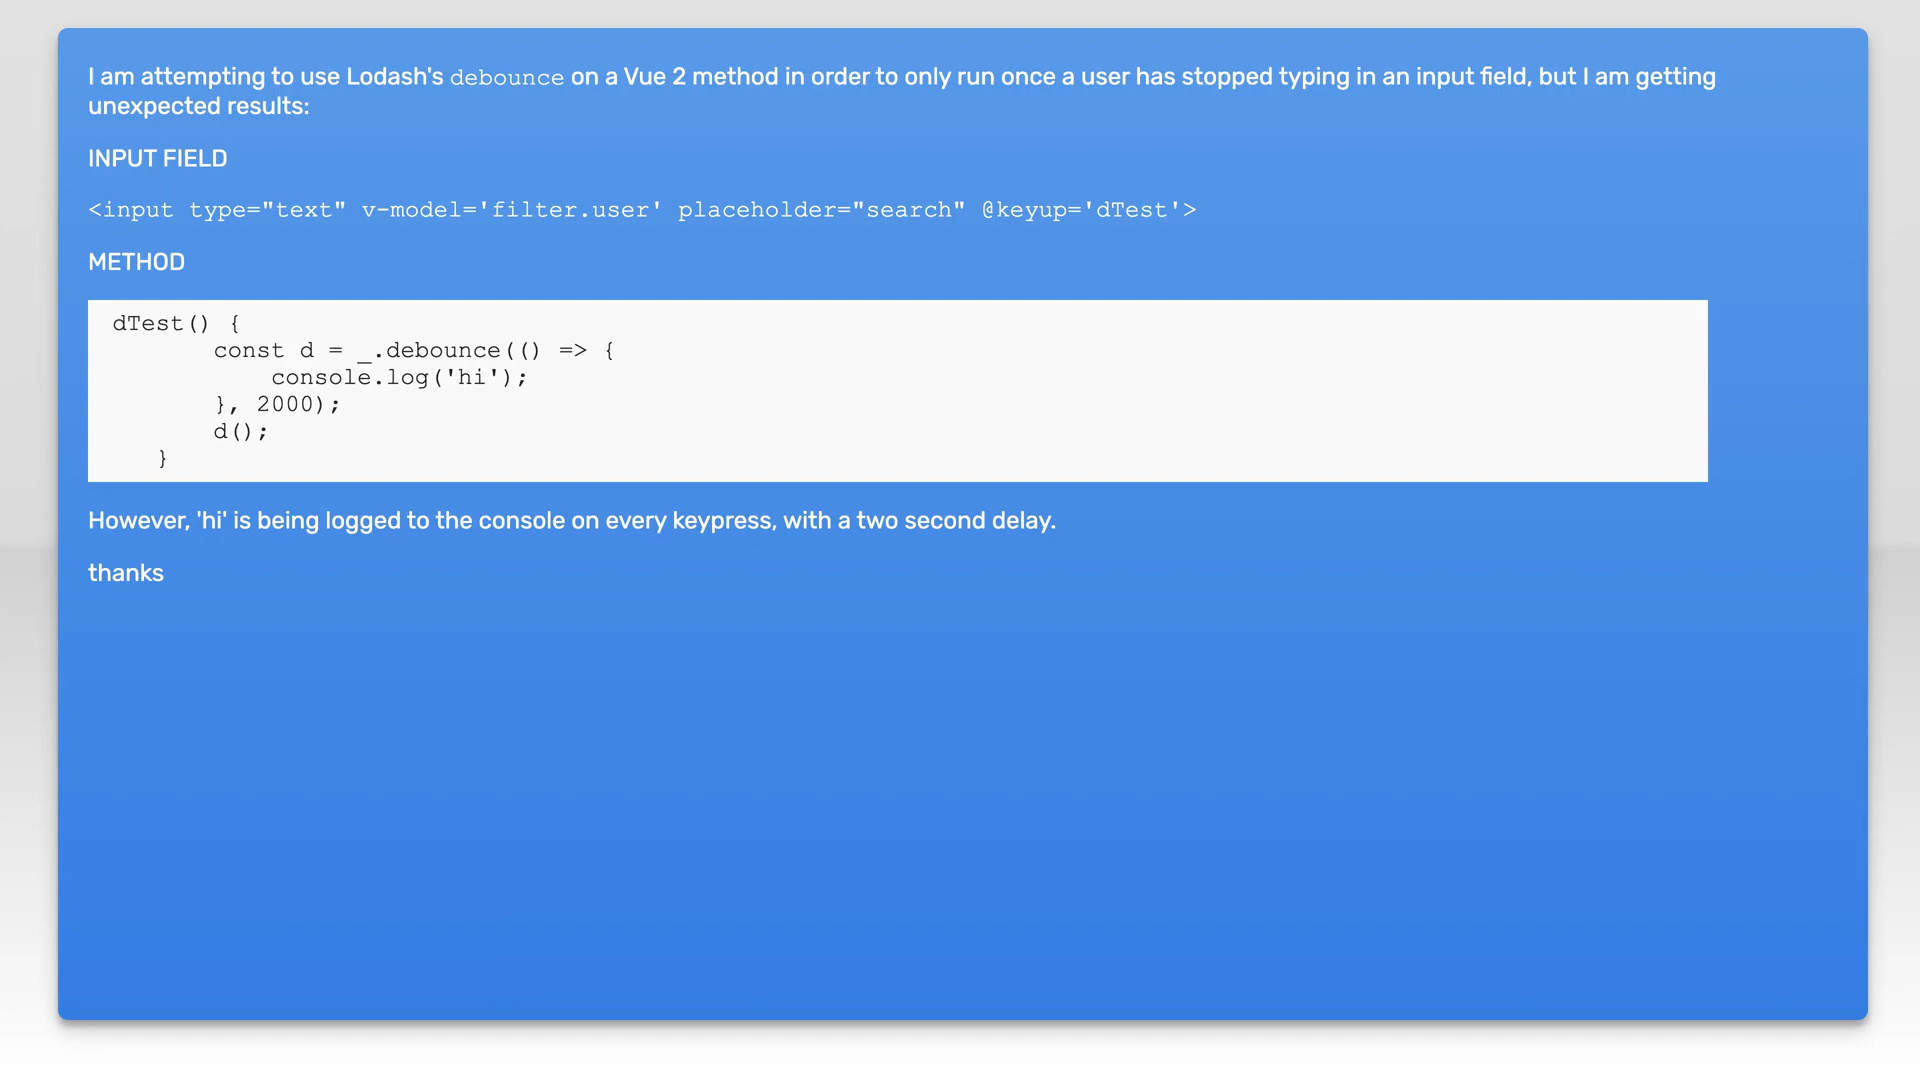 I am attempting to use Lodash's debounce on a Vue 2 method in order to only run once a user has stopped typing in an input field, but I am getting
unexpected results:
INPUT FIELD
<input type="text" v-model='filter.user' placeholder="search" @keyup='dTest'>
METHOD
dTest() {
       const d = _.debounce(() => {
           console.log('hi');
       }, 2000);
       d();
   }
However, 'hi' is being logged to the console on every keypress, with a two second delay.
thanks